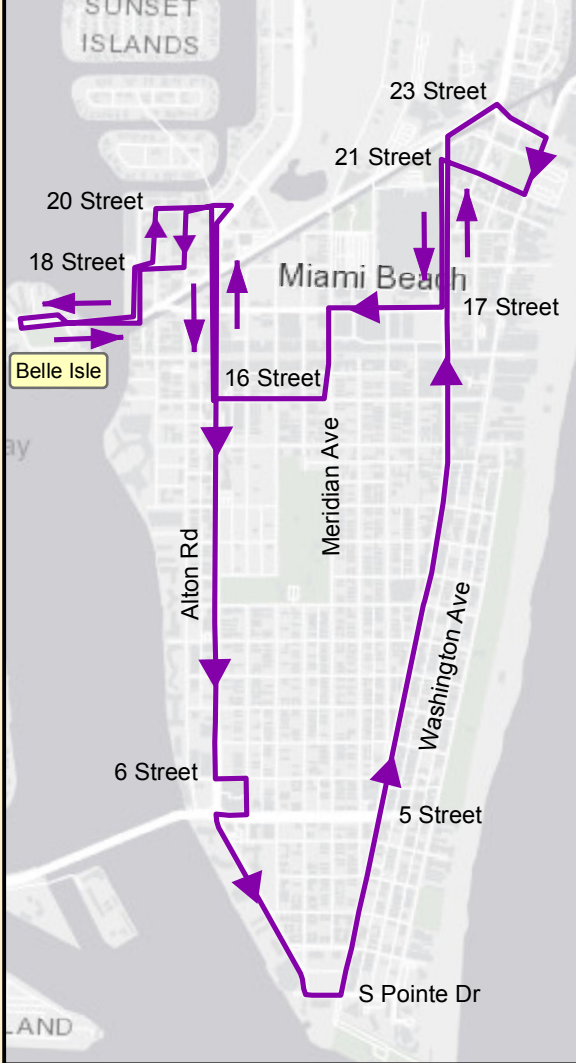 SUNSET
ISLANDS
23 Street
21 Street
20 Street
18 Street
Miami Beach
17 Street
Belle Isle
16 Street
ay
Meridian Ave
Alton Rd
Washington Ave
6 Street
5 Street
S Pointe Dr
LAND